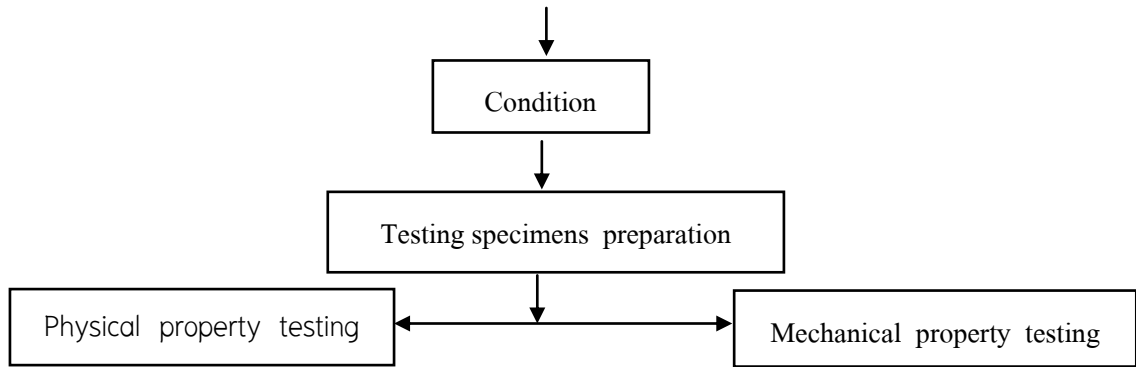 Condition
Testing specimens preparation
Physical property testing
Mechanical property testing